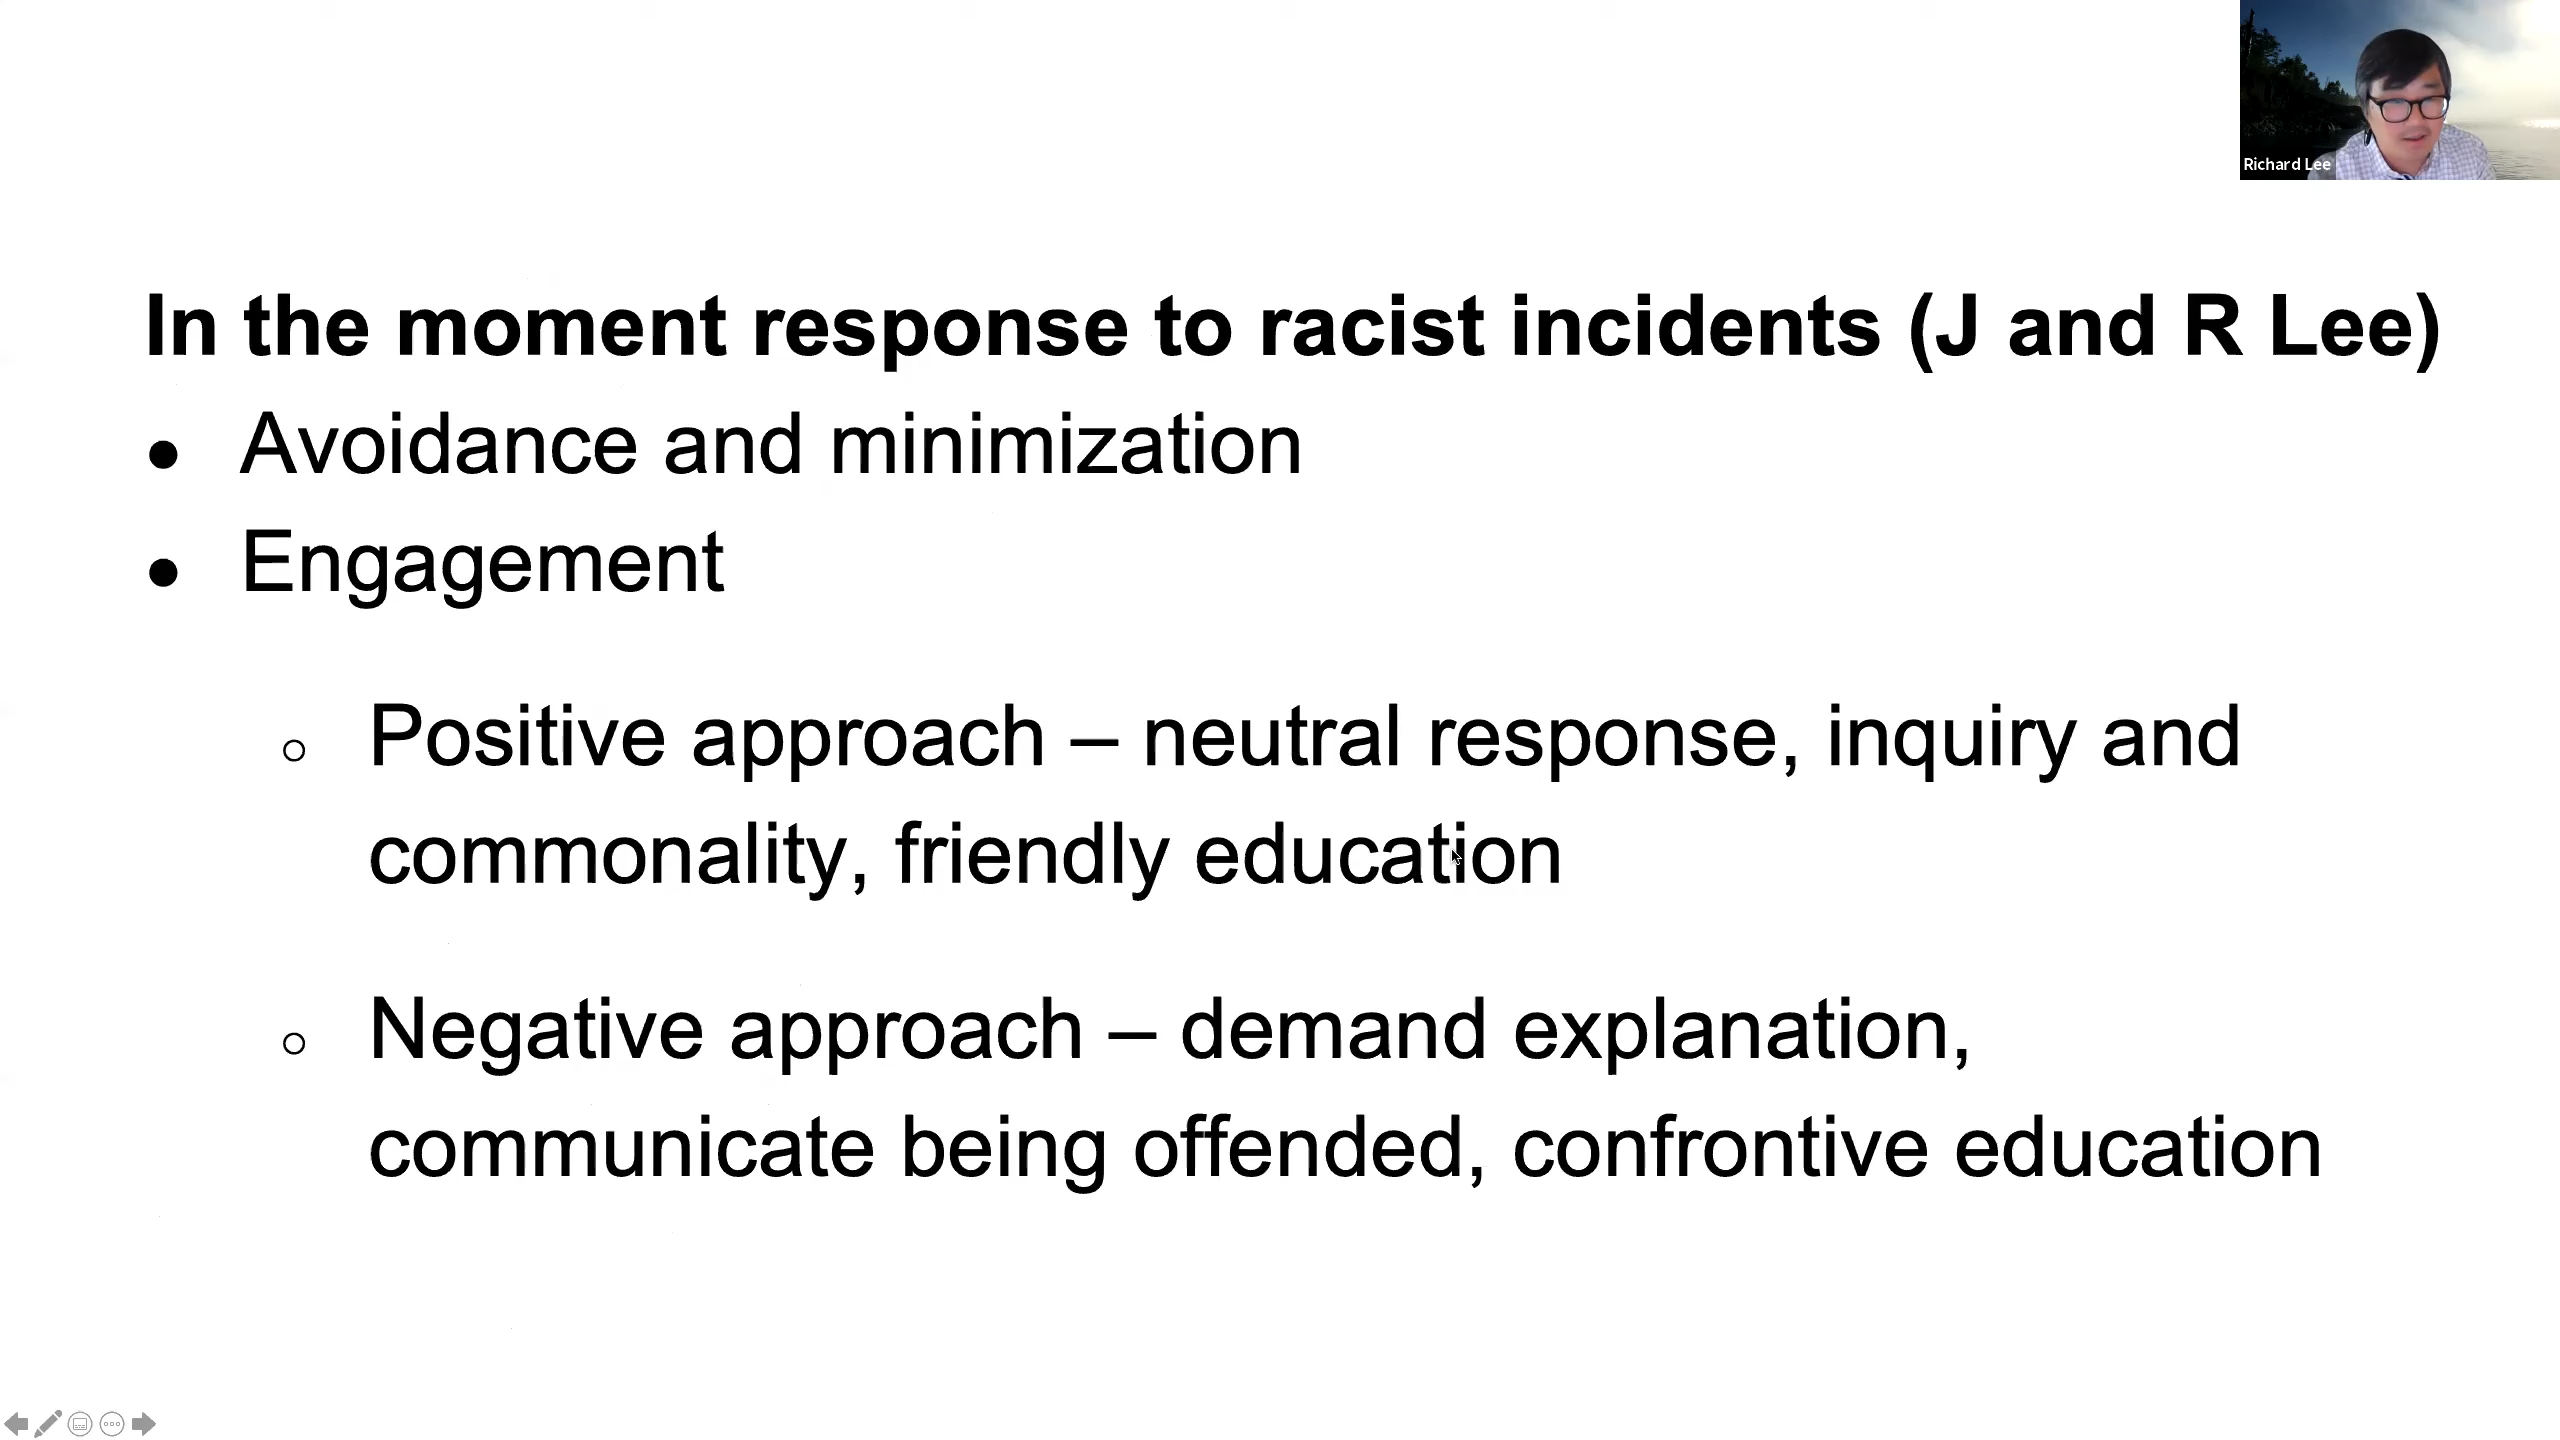 Richard Lee
In the moment response to racist incidents (J and R Lee)
● Avoidance and minimization
● Engagement
○ Positive approach – neutral response, inquiry and
commonality, friendly education
○ Negative approach – demand explanation,
communicate being offended, confrontive education